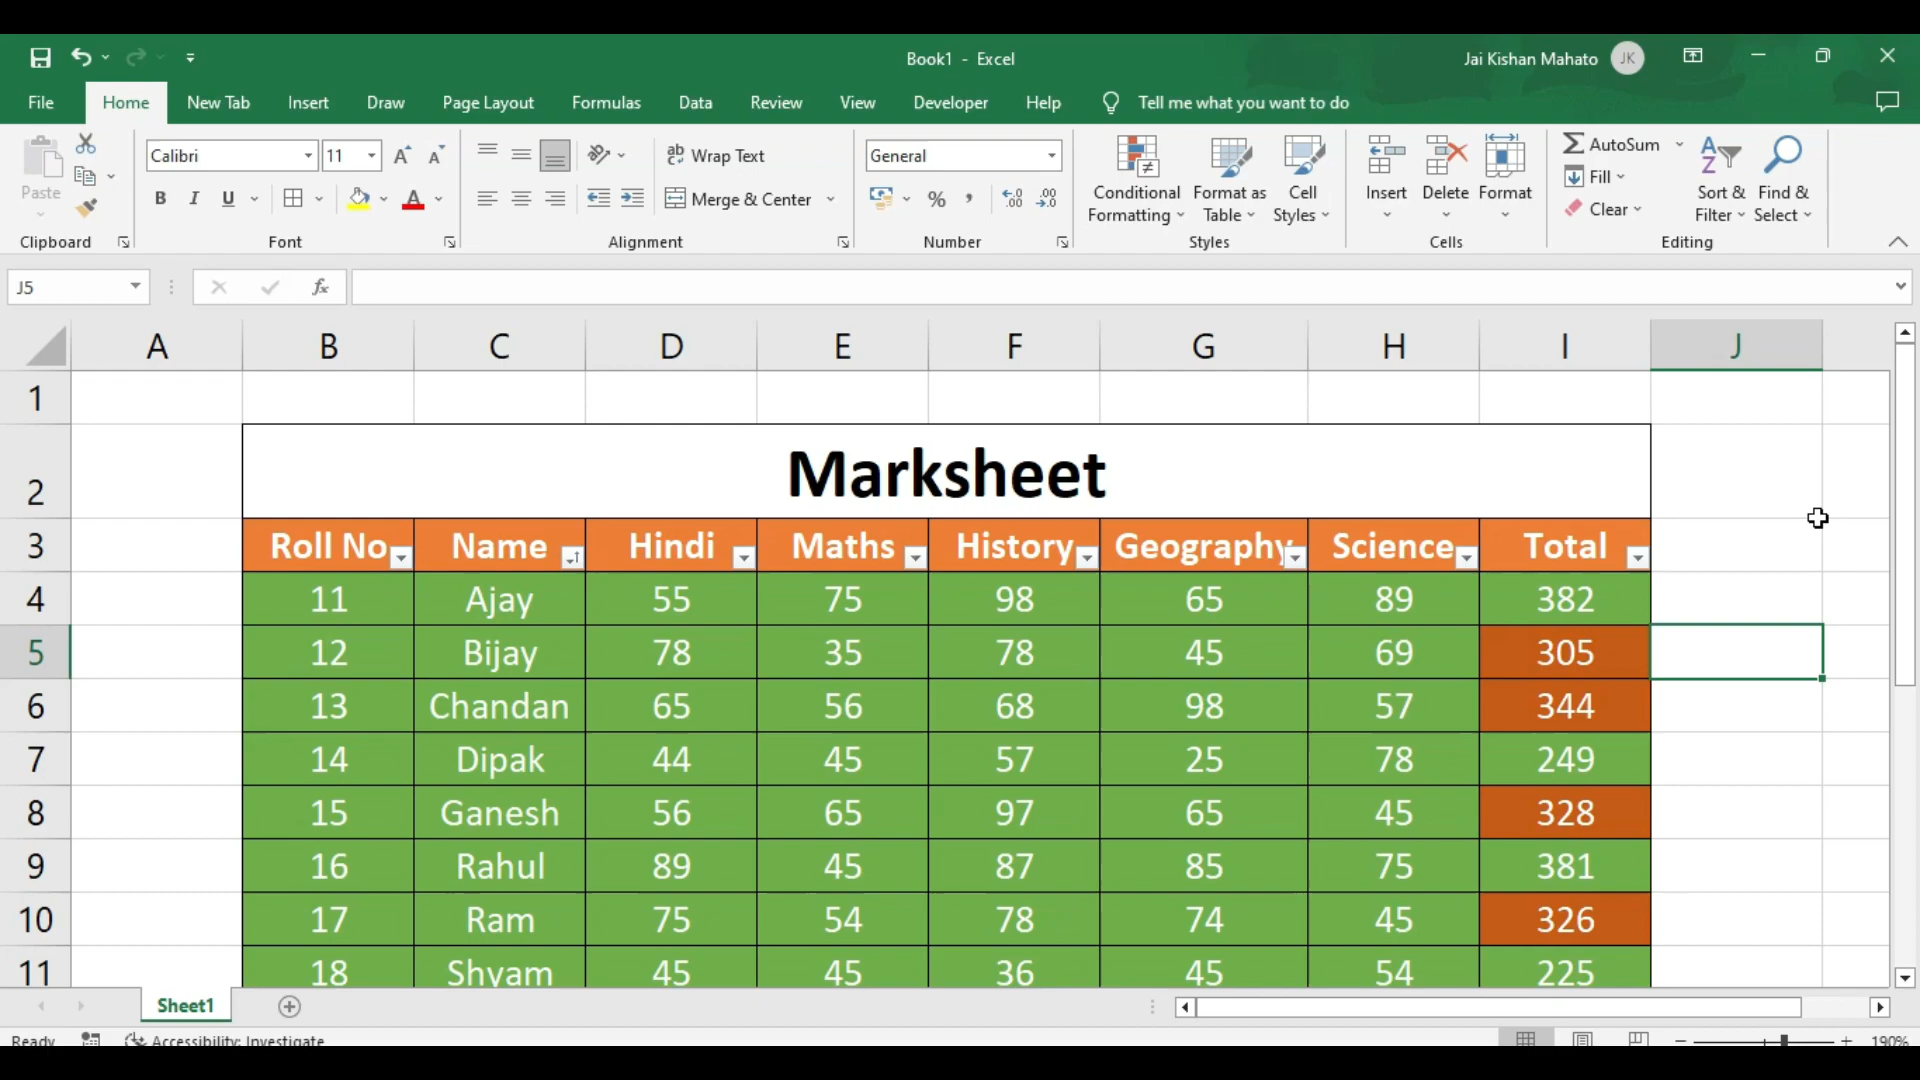 Book1 - Excel
Jai Kishan Mahato JK
File Home New Tab Insert Draw Page Layout Formulas Data Review View Developer Help Tell me what you want to do
Paste
Clipboard
Calibri 11
B I U A
Font
ab Wrap Text
Merge & Center
Alignment
General
% ,
Number
Conditional Formatting
Format as Table
Cell Styles
Styles
Insert Delete Format
Cells
AutoSum
Fill
Clear
Sort & Filter
Find & Select
Editing
J5 fx
A B C D E F G H I J
1
2 Marksheet
3 Roll No Name Hindi Maths History Geography Science Total
4 11 Ajay 55 75 98 65 89 382
5 12 Bijay 78 35 78 45 69 305
6 13 Chandan 65 56 68 98 57 344
7 14 Dipak 44 45 57 25 78 249
8 15 Ganesh 56 65 97 65 45 328
9 16 Rahul 89 45 87 85 75 381
10 17 Ram 75 54 78 74 45 326
11 18 Shyam 45 45 36 45 54 225
Sheet1
Ready Accessibility: Investigate 190%